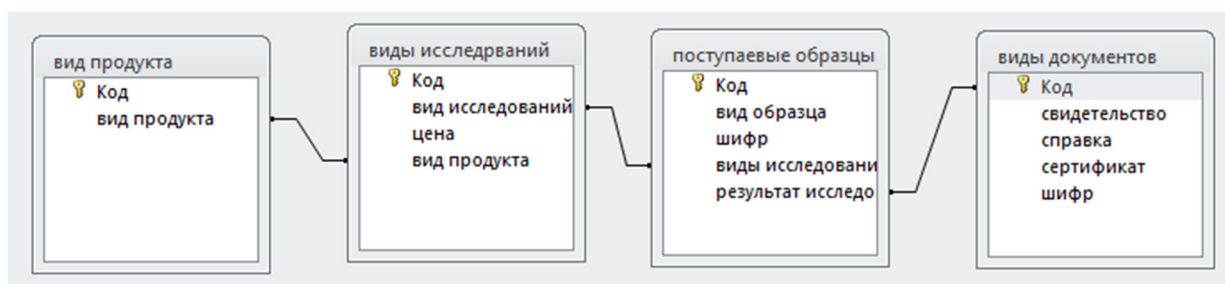 вид продукта
Код
вид продукта
виды исследрваний
Код
вид исследований
цена
вид продукта
поступаевые образцы
Код
вид образца
шифр
виды исследовани
результат исследо
виды документов
Код
свидетельство
справка
сертификат
шифр